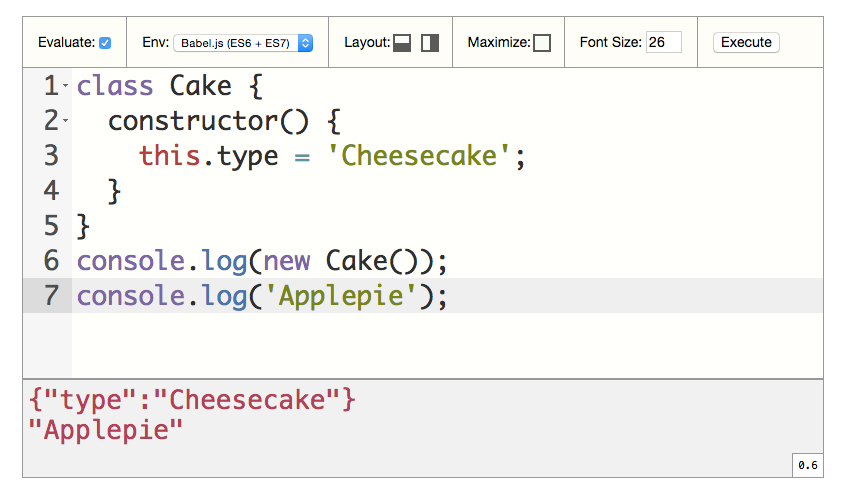 Evaluate: Env: Babel.js (ES6 + ES7) Layout: Maximize: Font Size: 26 Execute
1 class Cake {
2   constructor() {
3     this.type = 'Cheesecake';
4   }
5 }
6 console.log(new Cake());
7 console.log('Applepie');
{"type":"Cheesecake"}
"Applepie"
0.6